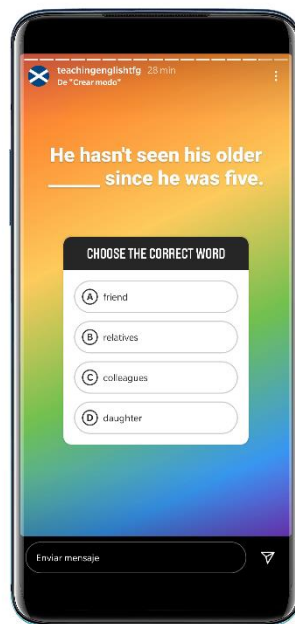 teachingenglishtfg 28 min
De "Crear modo"
He hasn't seen his older
_____ since he was five.
CHOOSE THE CORRECT WORD
A friend
B relatives
C colleagues
D daughter
Enviar mensaje